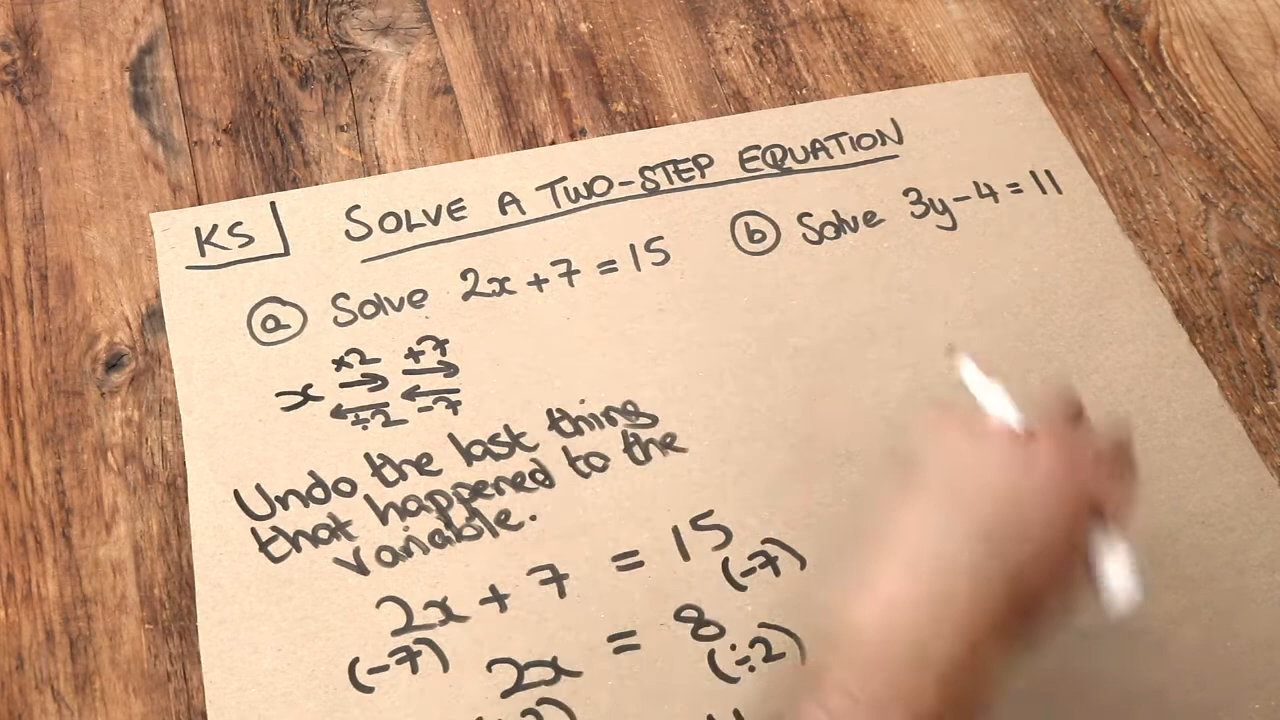 KS SOLVE A TWO-STEP EQUATION
ⓐ Solve 2x + 7 = 15
ⓑ Solve 3y - 4 = 11
×2 +7
x → →
← ←
÷2 -7
Undo the last thing
that happened to the
variable.
2x + 7 = 15
(-7) (-7)
2x = 8
(÷2)